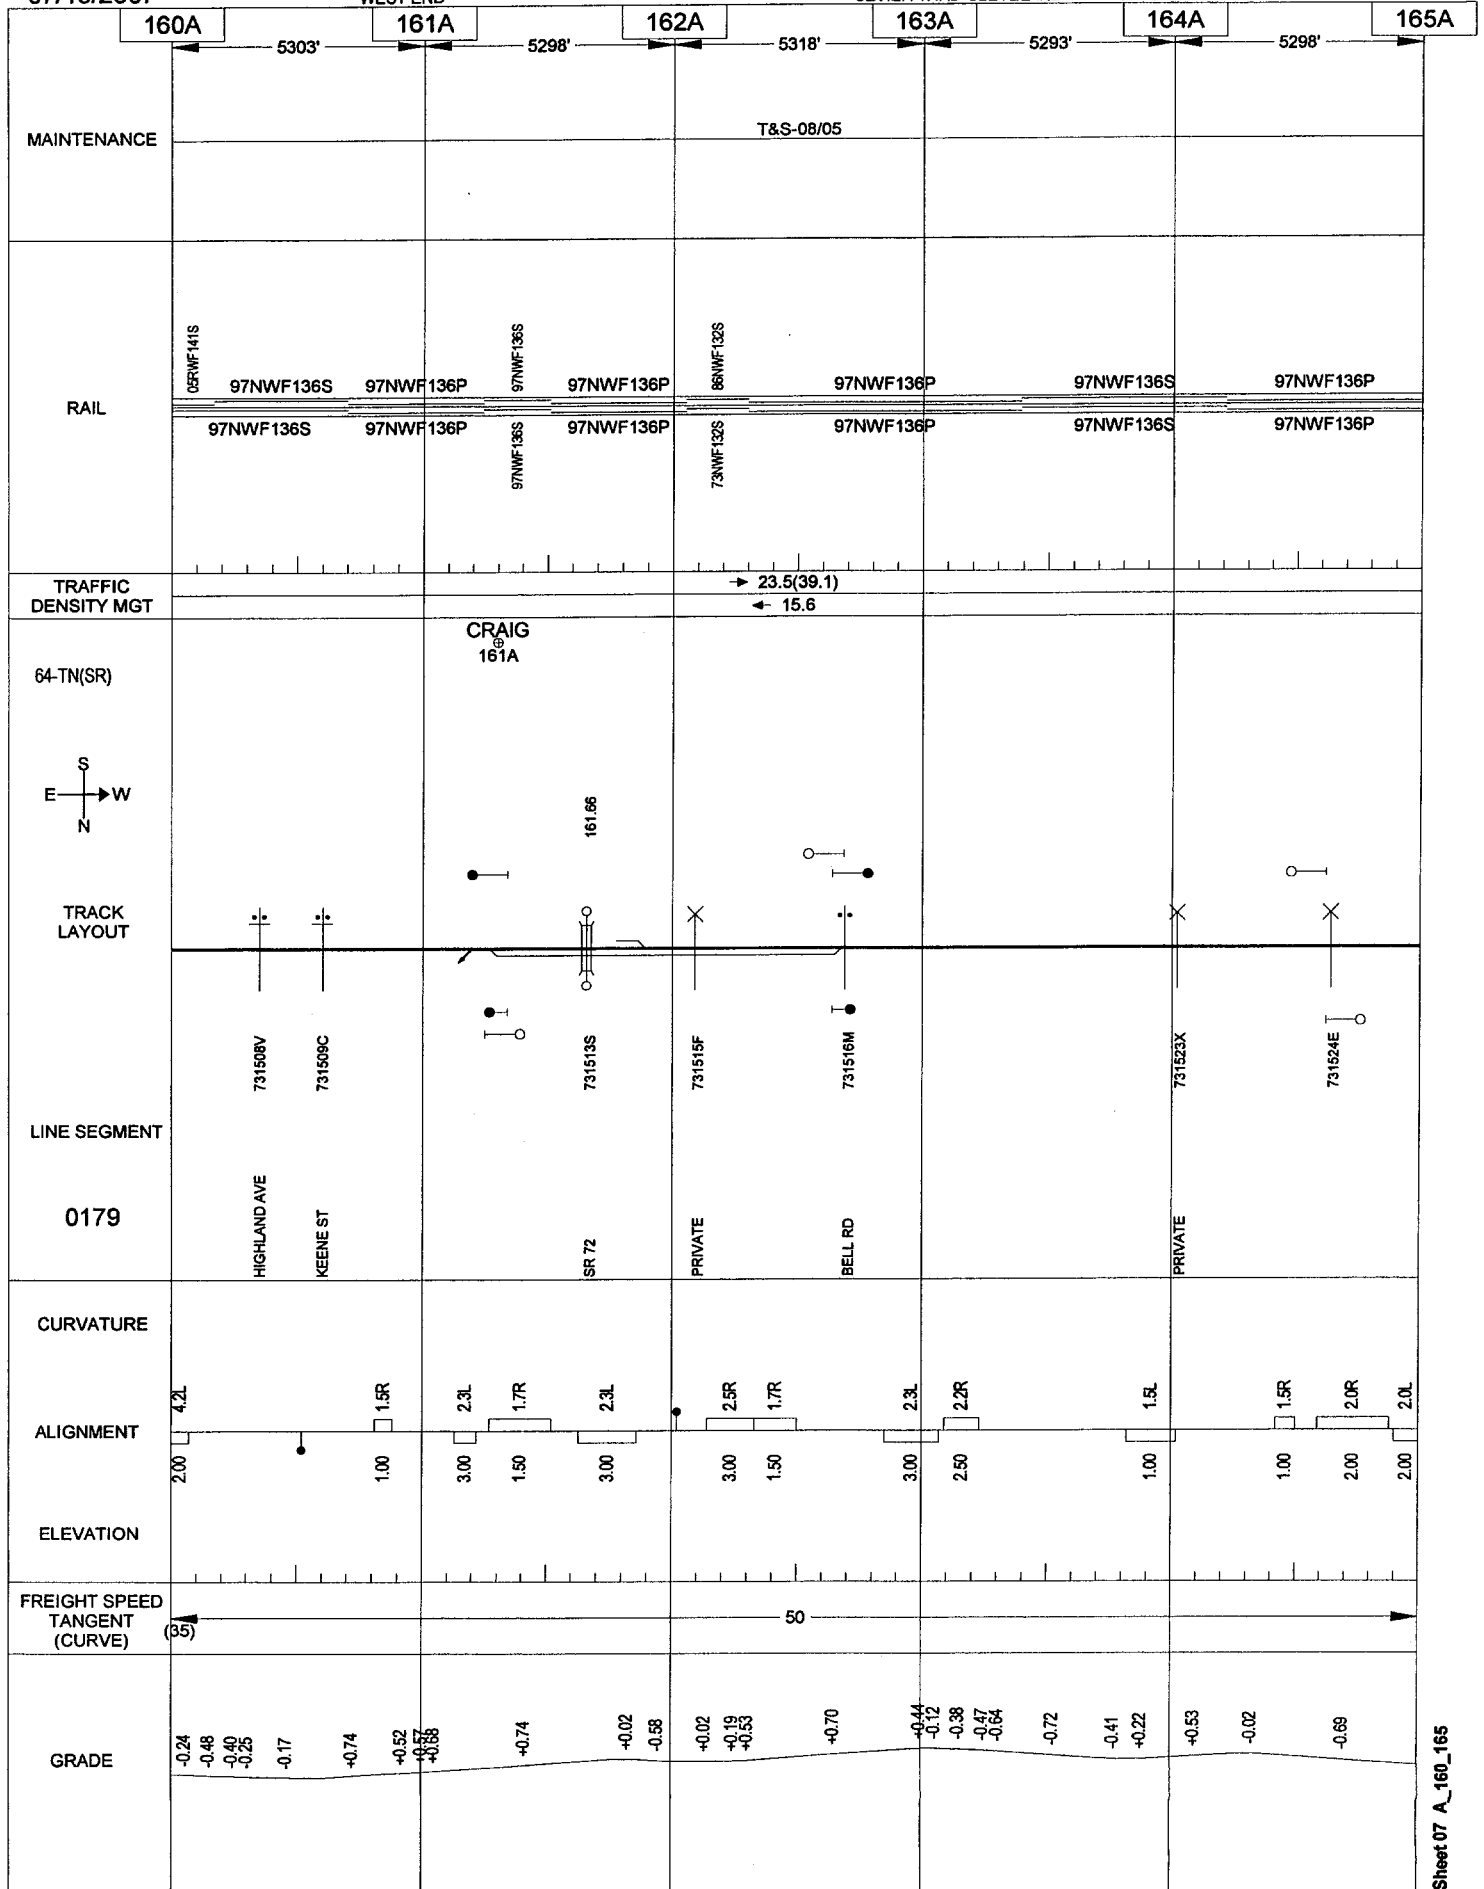 WEST END
160A 161A 162A 163A 164A 165A
5303' 5298' 5318' 5293' 5298'
MAINTENANCE
T&S-08/05
05RWF141S 97NWF136S 86NWF132S
97NWF136S 97NWF136P 97NWF136P 97NWF136P 97NWF136S 97NWF136P
RAIL
97NWF136S 97NWF136P 97NWF136P 97NWF136P 97NWF136S 97NWF136P
97NWF136S 73NWF132S
TRAFFIC
DENSITY MGT
23.5(39.1)
15.6
CRAIG
161A
64-TN(SR)
S
E W
N
161.66
TRACK
LAYOUT
731508V 731509C 731513S 731515F 731516M 731523X 731524E
LINE SEGMENT
0179
HIGHLAND AVE KEENE ST SR 72 PRIVATE BELL RD PRIVATE
CURVATURE
4.2L 1.5R 2.3L 1.7R 2.3L 2.5R 1.7R 2.3L 2.2R 1.5L 1.5R 2.0R 2.0L
ALIGNMENT
2.00 1.00 3.00 1.50 3.00 3.00 1.50 3.00 2.50 1.00 1.00 2.00 2.00
ELEVATION
FREIGHT SPEED
TANGENT
(CURVE)
(35)
50
GRADE
-0.24 -0.48 -0.40 -0.25 -0.17 +0.74 +0.52 +0.57 +0.68 +0.74 +0.02 -0.58 +0.02 +0.19 +0.53 +0.70 +0.44 -0.12 -0.38 -0.47 -0.64 -0.72 -0.41 +0.22 +0.53 -0.02 -0.69
Sheet 07 A_160_165